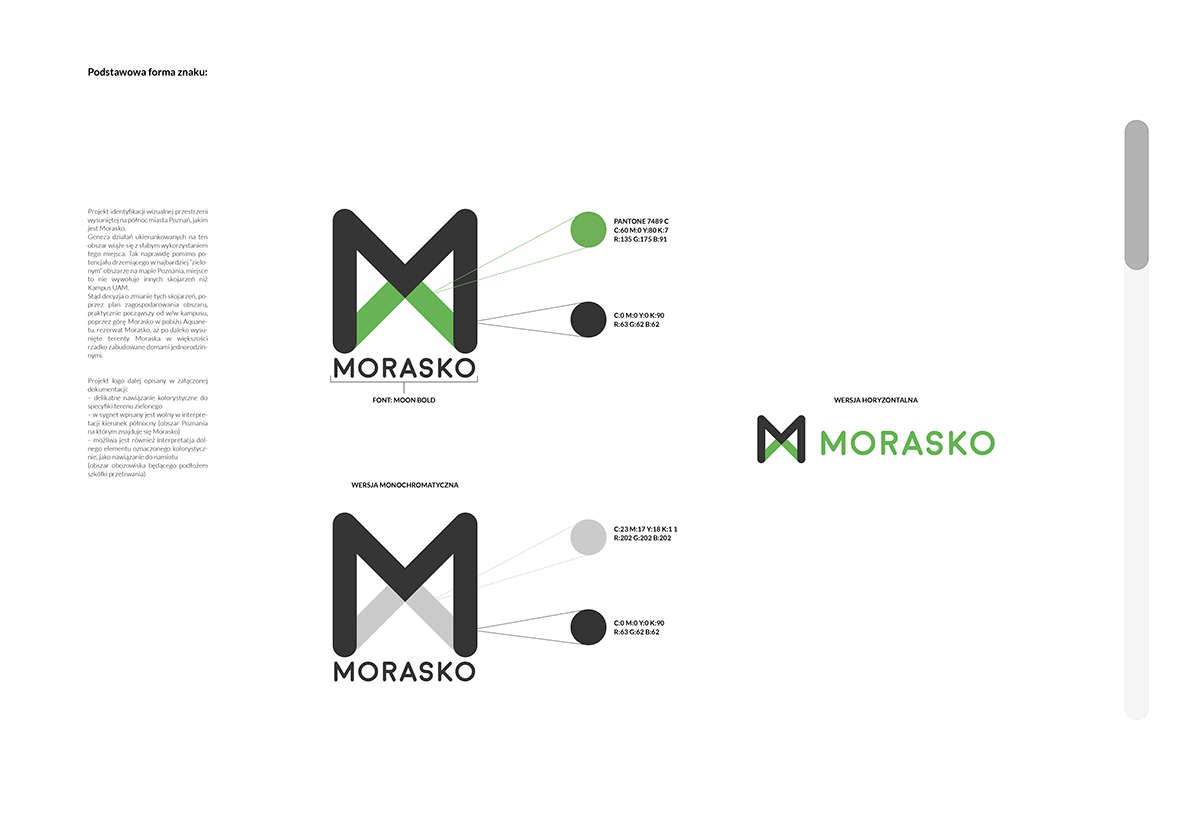 Podstawowa forma znaku:
Projekt identyfikacji wizualnej przestrzeni
wysuniętej na północ miasta Poznań, jakim
jest Morasko.
Geneza działań ukierunkowanych na ten
obszar wiąże się z słabym wykorzystaniem
tego miejsca. Tak naprawdę pomimo po-
tencjału drzemiącego w najbardziej "zielo-
nym" obszarze na mapie Poznania, miejsce
to nie wywołuje innych skojarzeń niż
Kampus UAM.
Stąd decyzja o zmianie tych skojarzeń, po-
przez plan zagospodarowania obszaru,
praktycznie począwszy od w/w kampusu,
poprzez górę Morasko w pobiżu Aquane-
tu, rezerwat Morasko, aż po daleko wysu-
nięte terenty Moraska w większości
rzadko zabudowane domami jednorodzin-
nymi.
Projekt logo dalej opisany w załączonej
dokumentacji:
– delikatne nawiązanie kolorystyczne do
specyfiki terenu zielonego
– w sygnet wpisany jest wolny w interpre-
tacji kierunek północny (obszar Poznania
na którym znajduje się Morasko)
– możliwa jest również interpretacja dol-
nego elementu oznaczonego kolorystycz-
nie, jako nawiązanie do namiotu
(obszar obozowiska będącego podłożem
szkółki przetrwania)
MORASKO
FONT: MOON BOLD
PANTONE 7489 C
C:60 M:0 Y:80 K:7
R:135 G:175 B:91
C:0 M:0 Y:0 K:90
R:63 G:62 B:62
WERSJA MONOCHROMATYCZNA
MORASKO
C:23 M:17 Y:18 K:1 1
R:202 G:202 B:202
C:0 M:0 Y:0 K:90
R:63 G:62 B:62
WERSJA HORYZONTALNA
MORASKO